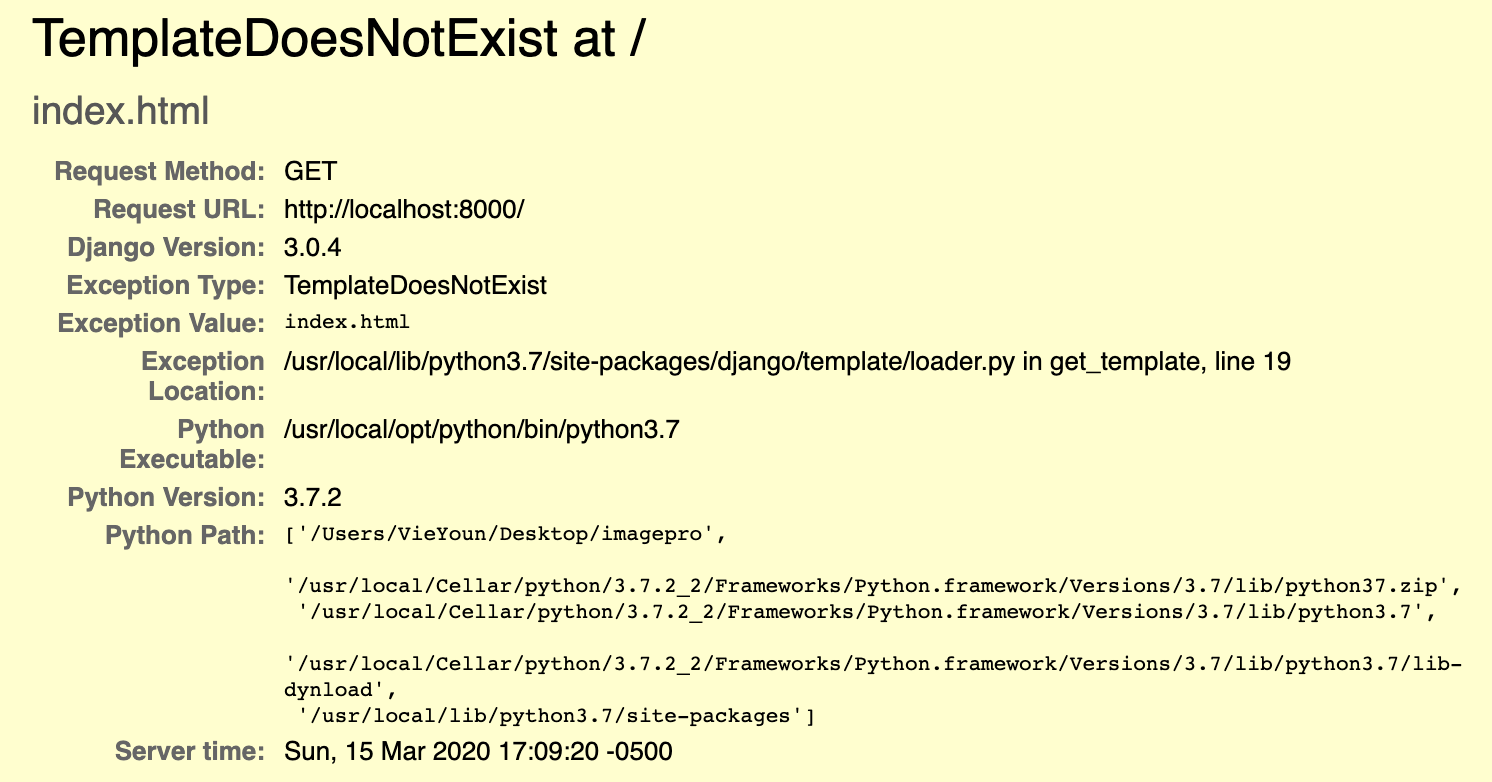 TemplateDoesNotExist at /
index.html
Request Method: GET
Request URL: http://localhost:8000/
Django Version: 3.0.4
Exception Type: TemplateDoesNotExist
Exception Value: index.html
Exception Location: /usr/local/lib/python3.7/site-packages/django/template/loader.py in get_template, line 19
Python Executable: /usr/local/opt/python/bin/python3.7
Python Version: 3.7.2
Python Path: ['/Users/VieYoun/Desktop/imagepro',
'/usr/local/Cellar/python/3.7.2_2/Frameworks/Python.framework/Versions/3.7/lib/python37.zip',
'/usr/local/Cellar/python/3.7.2_2/Frameworks/Python.framework/Versions/3.7/lib/python3.7',
'/usr/local/Cellar/python/3.7.2_2/Frameworks/Python.framework/Versions/3.7/lib/python3.7/lib-
dynload',
'/usr/local/lib/python3.7/site-packages']
Server time: Sun, 15 Mar 2020 17:09:20 -0500